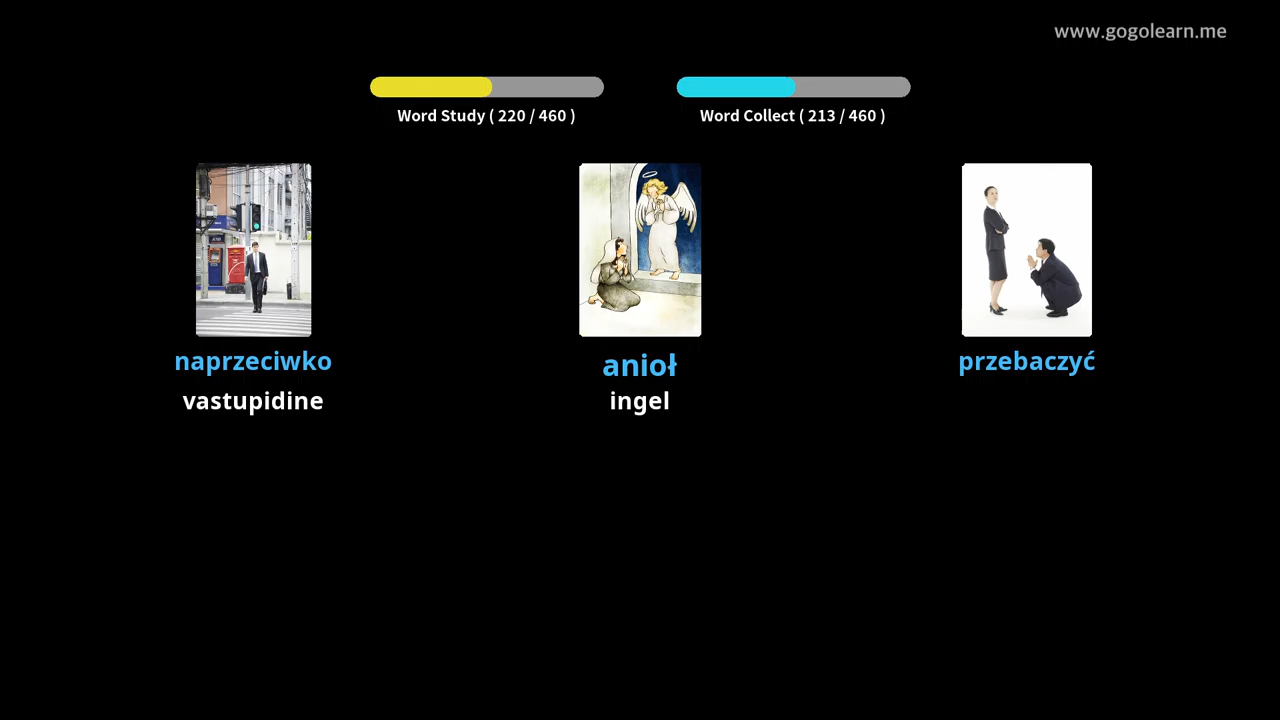 www.gogolearn.me
Word Study ( 220 / 460 )
Word Collect ( 213 / 460 )
naprzeciwko
anioł
przebaczyć
vastupidine
ingel